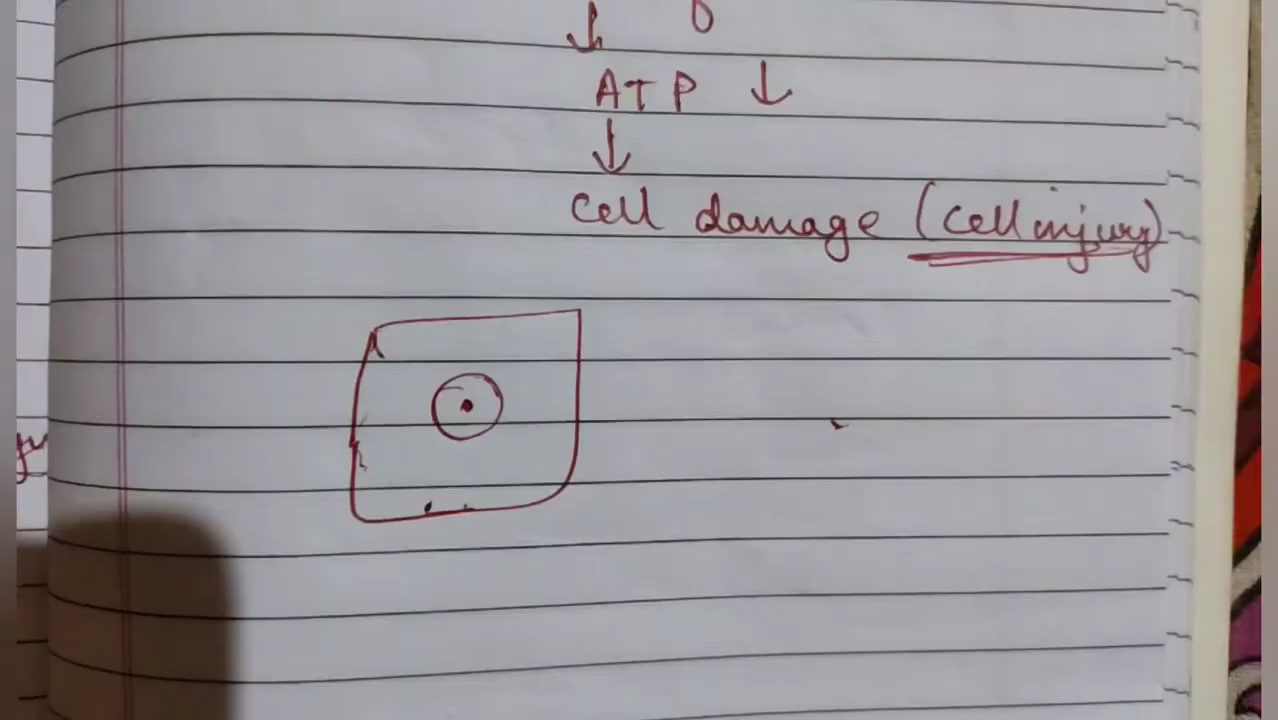 ATP ↓
↓
Cell damage (Cell injury)